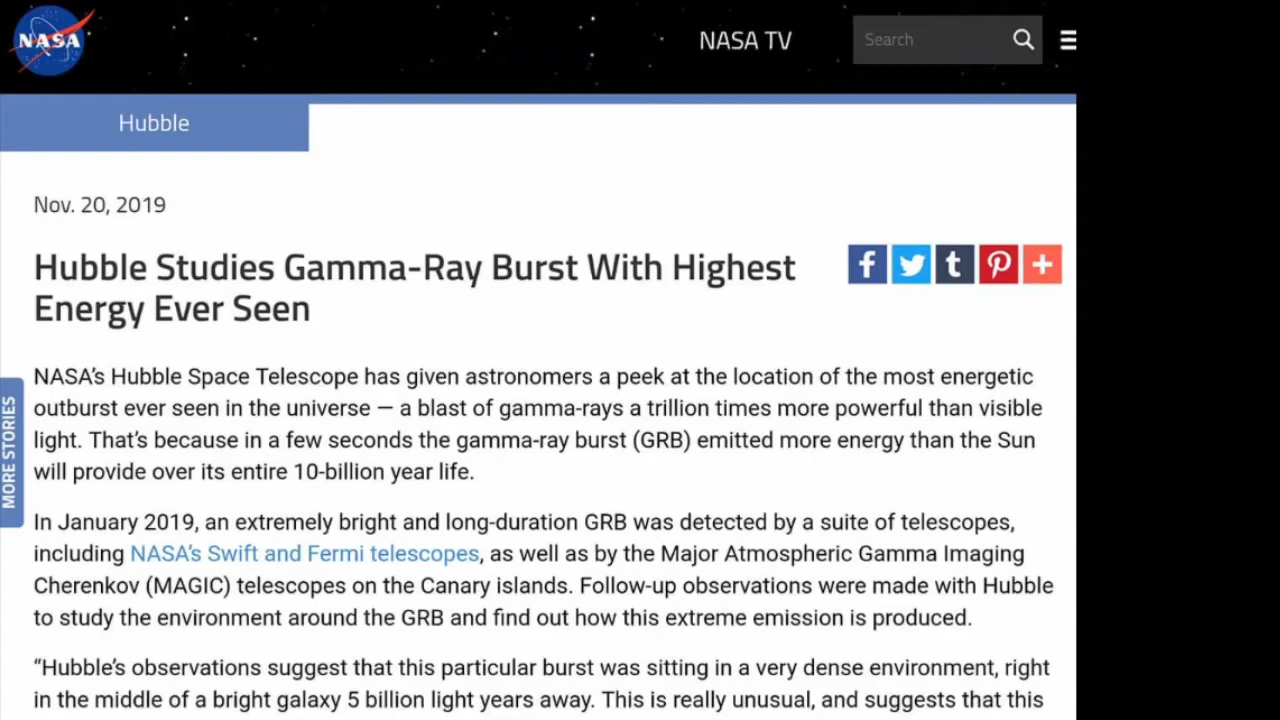 NASA
NASA TV
Search
Hubble
Nov. 20, 2019
Hubble Studies Gamma-Ray Burst With Highest
Energy Ever Seen
f t p +
MORE STORIES
NASA’s Hubble Space Telescope has given astronomers a peek at the location of the most energetic
outburst ever seen in the universe — a blast of gamma-rays a trillion times more powerful than visible
light. That’s because in a few seconds the gamma-ray burst (GRB) emitted more energy than the Sun
will provide over its entire 10-billion year life.
In January 2019, an extremely bright and long-duration GRB was detected by a suite of telescopes,
including NASA’s Swift and Fermi telescopes, as well as by the Major Atmospheric Gamma Imaging
Cherenkov (MAGIC) telescopes on the Canary islands. Follow-up observations were made with Hubble
to study the environment around the GRB and find out how this extreme emission is produced.
“Hubble’s observations suggest that this particular burst was sitting in a very dense environment, right
in the middle of a bright galaxy 5 billion light years away. This is really unusual, and suggests that this